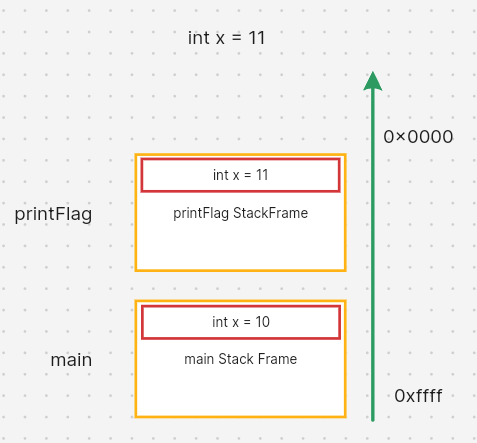 int x = 11
0x0000
int x = 11
printFlag
printFlag StackFrame
int x = 10
main
main Stack Frame
0xffff